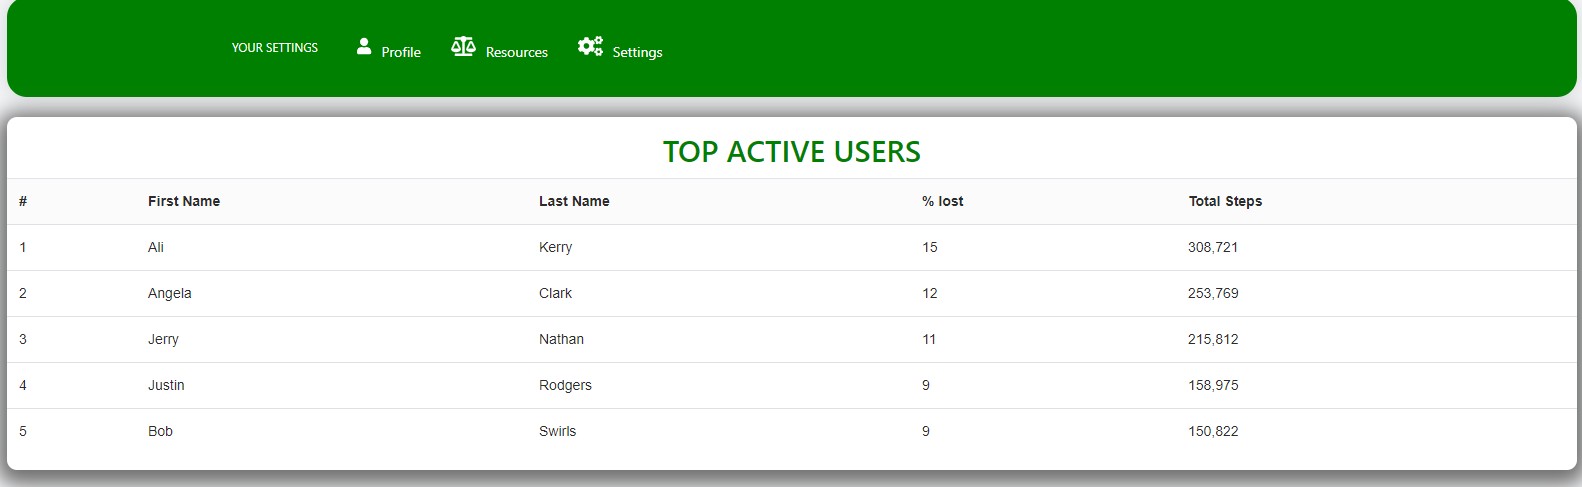 YOUR SETTINGS Profile Resources Settings
TOP ACTIVE USERS
# First Name Last Name % lost Total Steps
1 Ali Kerry 15 308,721
2 Angela Clark 12 253,769
3 Jerry Nathan 11 215,812
4 Justin Rodgers 9 158,975
5 Bob Swirls 9 150,822